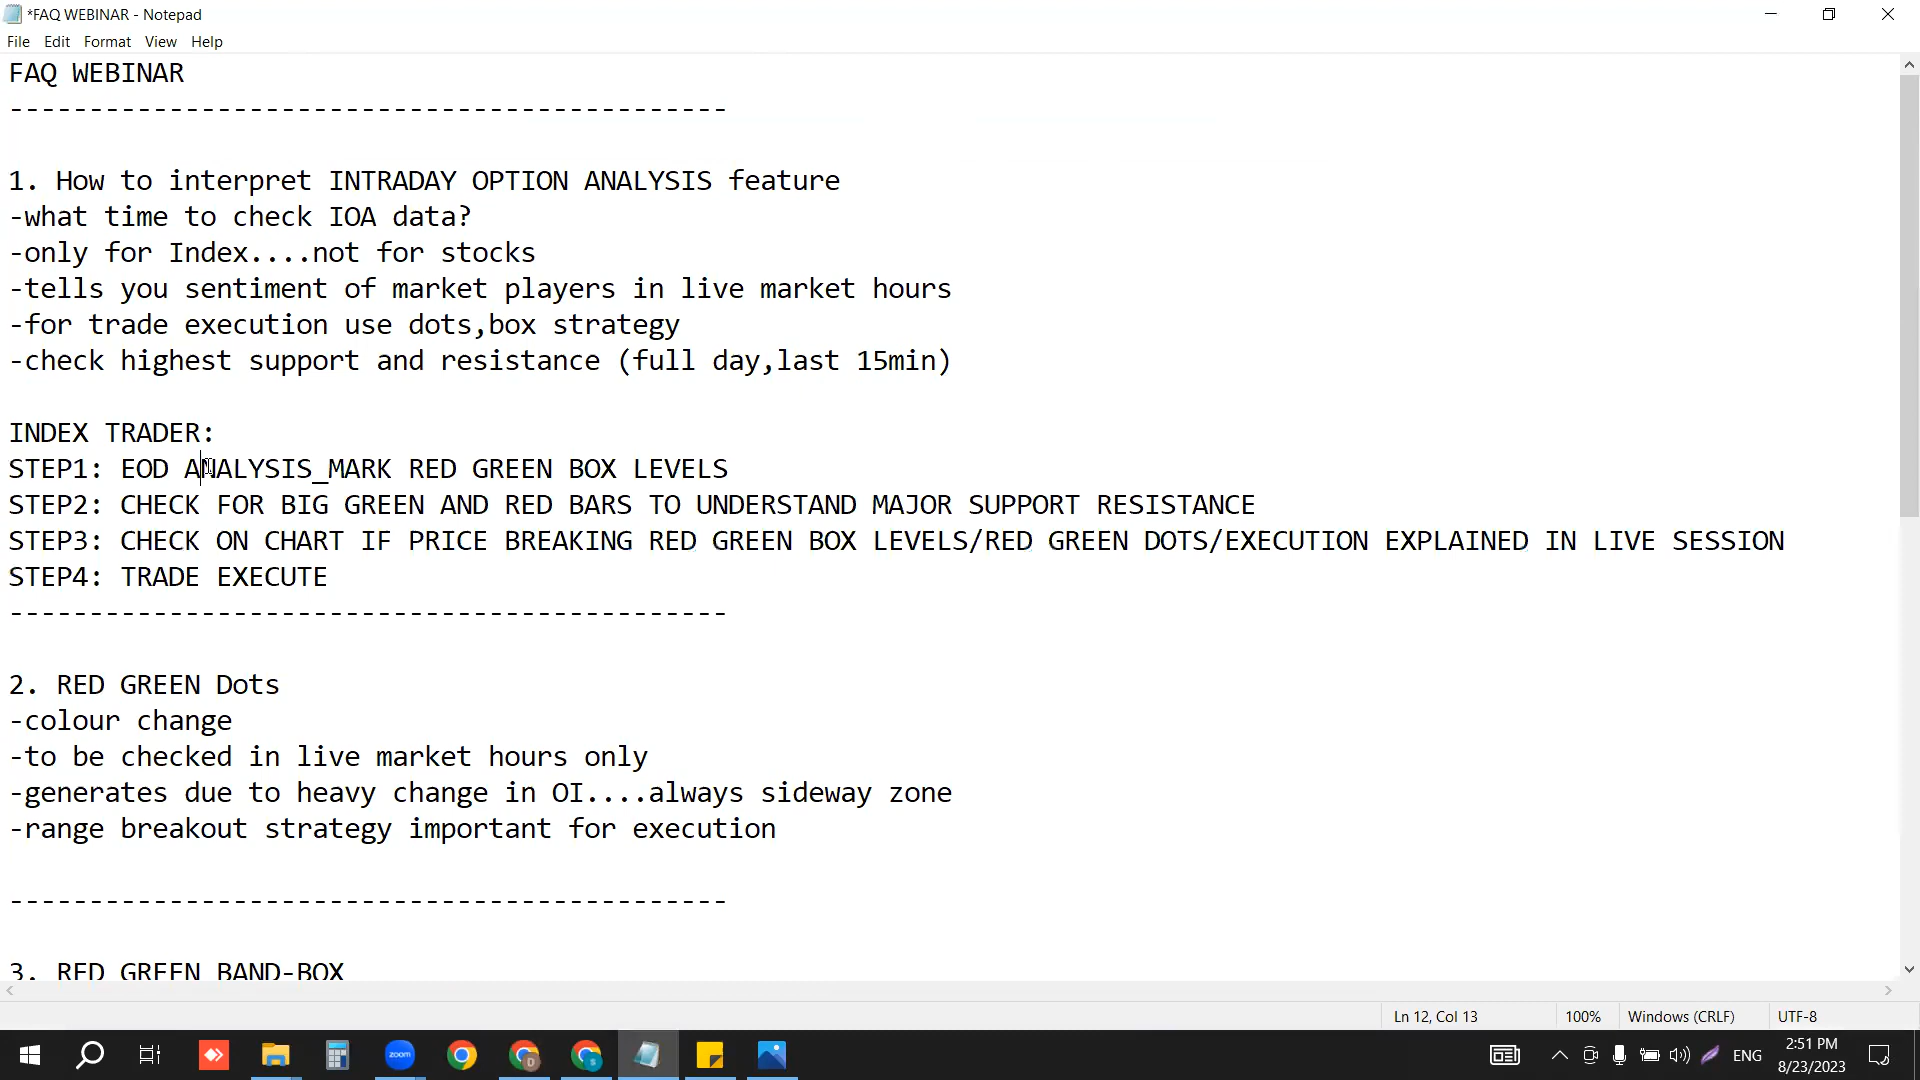 *FAQ WEBINAR - Notepad
File Edit Format View Help
FAQ WEBINAR
---------------------------------------------
1. How to interpret INTRADAY OPTION ANALYSIS feature
-what time to check IOA data?
-only for Index....not for stocks
-tells you sentiment of market players in live market hours
-for trade execution use dots,box strategy
-check highest support and resistance (full day,last 15min)
INDEX TRADER:
STEP1: EOD ANALYSIS_MARK RED GREEN BOX LEVELS
STEP2: CHECK FOR BIG GREEN AND RED BARS TO UNDERSTAND MAJOR SUPPORT RESISTANCE
STEP3: CHECK ON CHART IF PRICE BREAKING RED GREEN BOX LEVELS/RED GREEN DOTS/EXECUTION EXPLAINED IN LIVE SESSION
STEP4: TRADE EXECUTE
---------------------------------------------
2. RED GREEN Dots
-colour change
-to be checked in live market hours only
-generates due to heavy change in OI....always sideway zone
-range breakout strategy important for execution
---------------------------------------------
3. RED GREEN BAND-BOX
Ln 12, Col 13 100% Windows (CRLF) UTF-8
zoom D S ENG 2:51 PM
8/23/2023